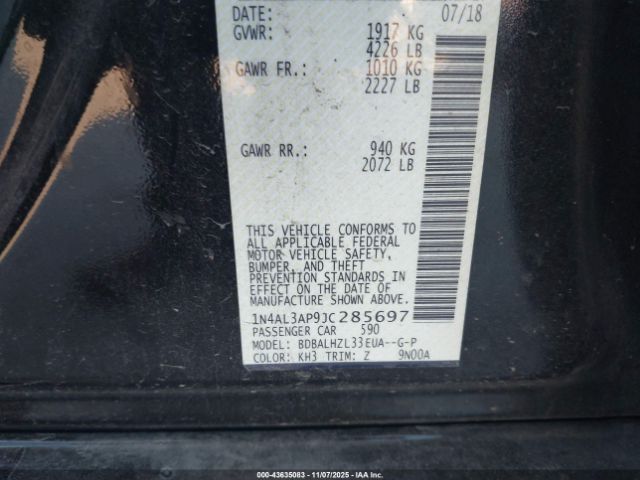 DATE: 07/18
GVWR: 1917 KG
4226 LB
GAWR FR.: 1010 KG
2227 LB
GAWR RR.: 940 KG
2072 LB
THIS VEHICLE CONFORMS TO
ALL APPLICABLE FEDERAL
MOTOR VEHICLE SAFETY,
BUMPER, AND THEFT
PREVENTION STANDARDS IN
EFFECT ON THE DATE OF
MANUFACTURE SHOWN ABOVE.
1N4AL3AP9JC285697
PASSENGER CAR 590
MODEL: BDBALHZL33EUA--G-P
COLOR: KH3 TRIM: Z 9N00A
000-43635083 - 11/07/2025 - IAA Inc.